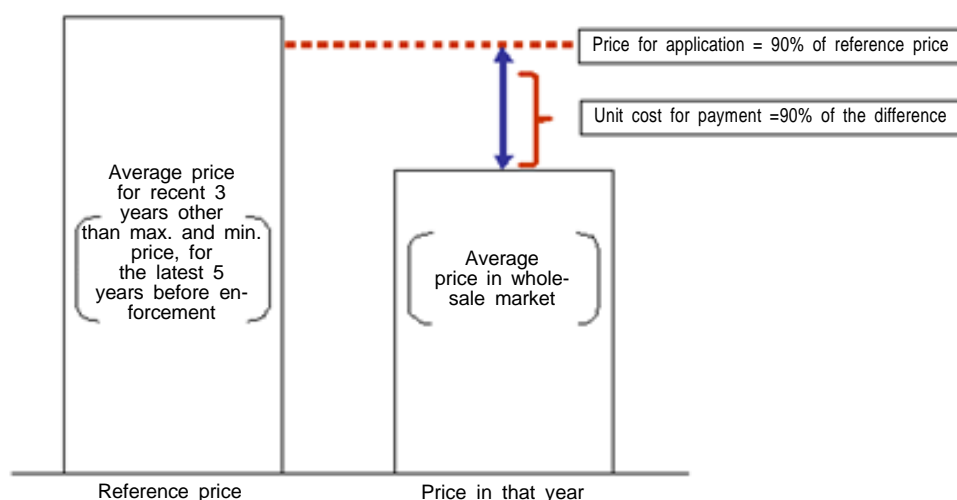 Price for application = 90% of reference price
Unit cost for payment =90% of the difference
Average price
for recent 3
years other
than max. and min.
price, for
the latest 5
years before en-
forcement
Average
price in whole-
sale market
Reference price
Price in that year